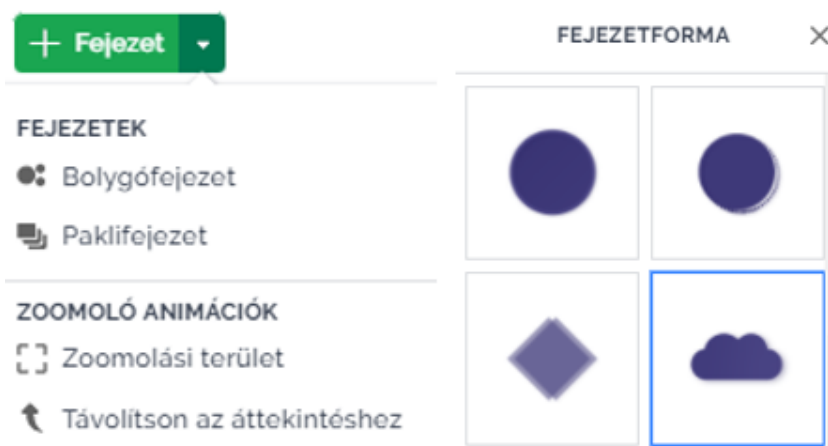 + Fejezet
FEJEZETFORMA
FEJEZETEK
Bolygófejezet
Paklifejezet
ZOOMOLÓ ANIMÁCIÓK
Zoomolási terület
Távolítson az áttekintéshez